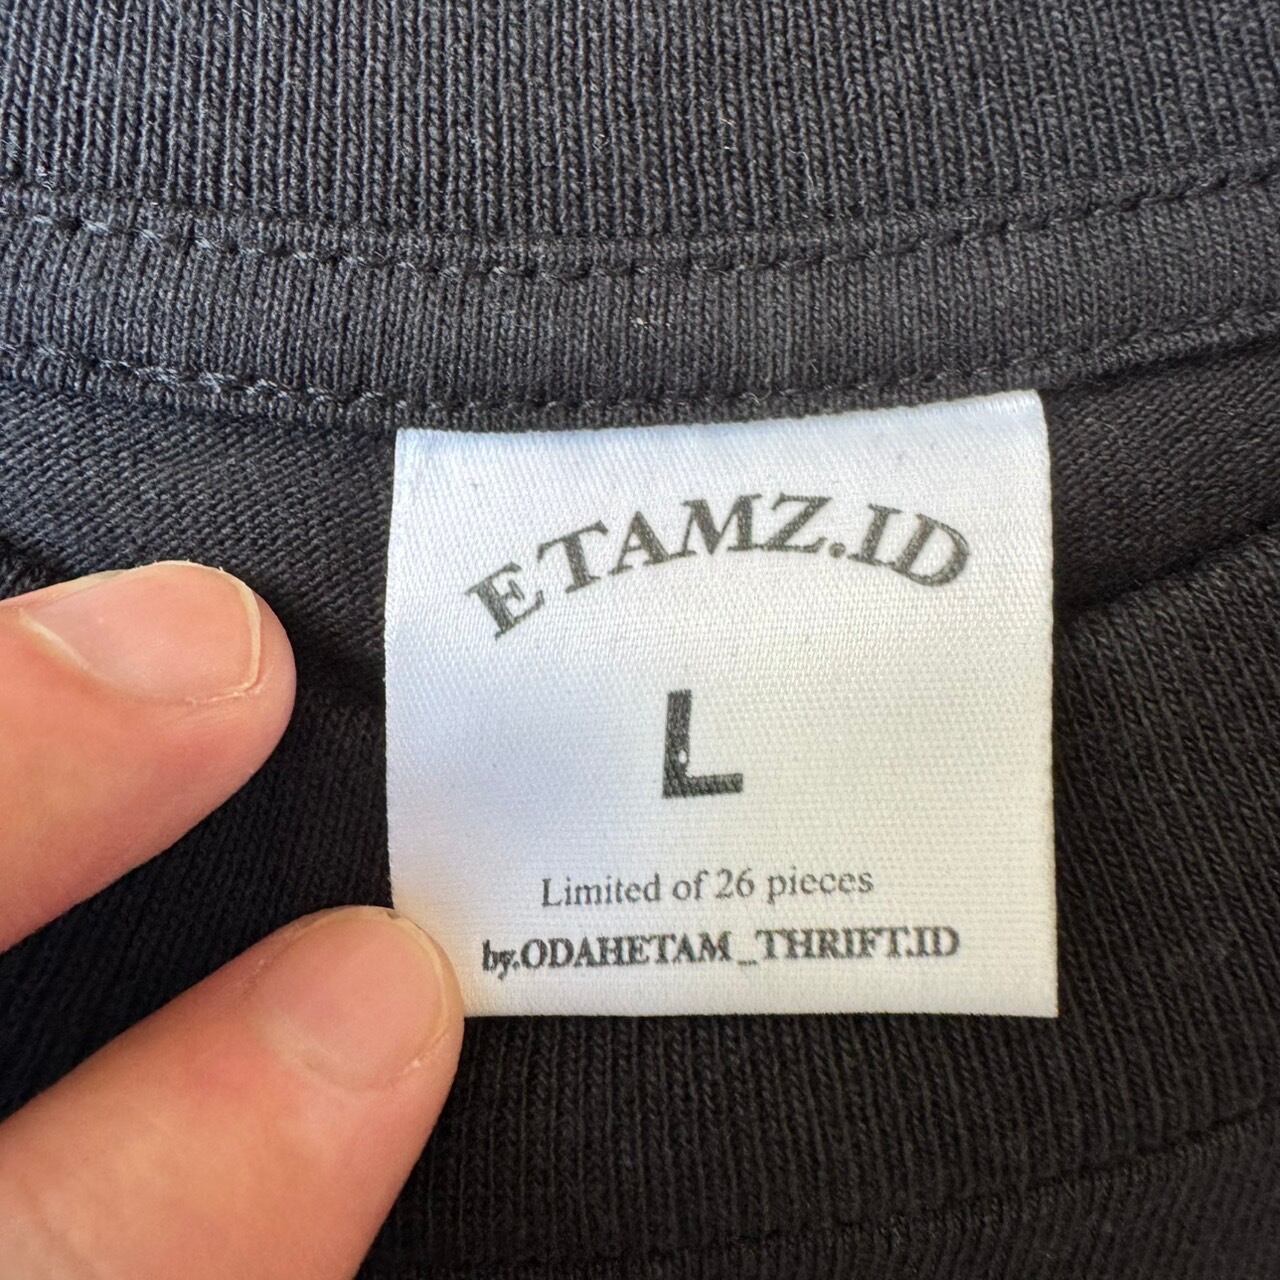 ETAMZ.ID
L
Limited of 26 pieces
by.ODAHETAM_THRIFT.ID